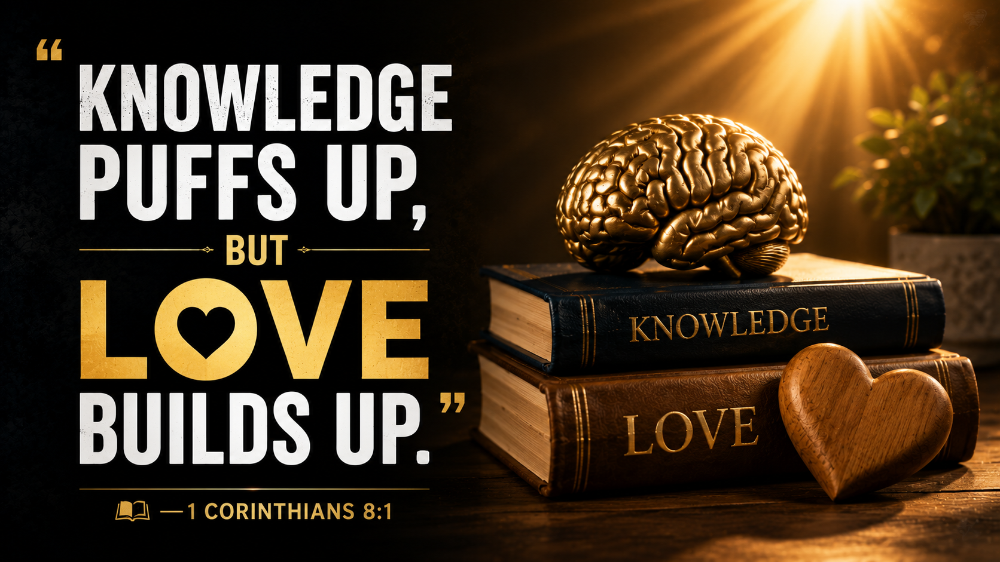 “KNOWLEDGE
PUFFS UP,
BUT
LOVE
BUILDS UP.”
—1 CORINTHIANS 8:1
KNOWLEDGE
LOVE